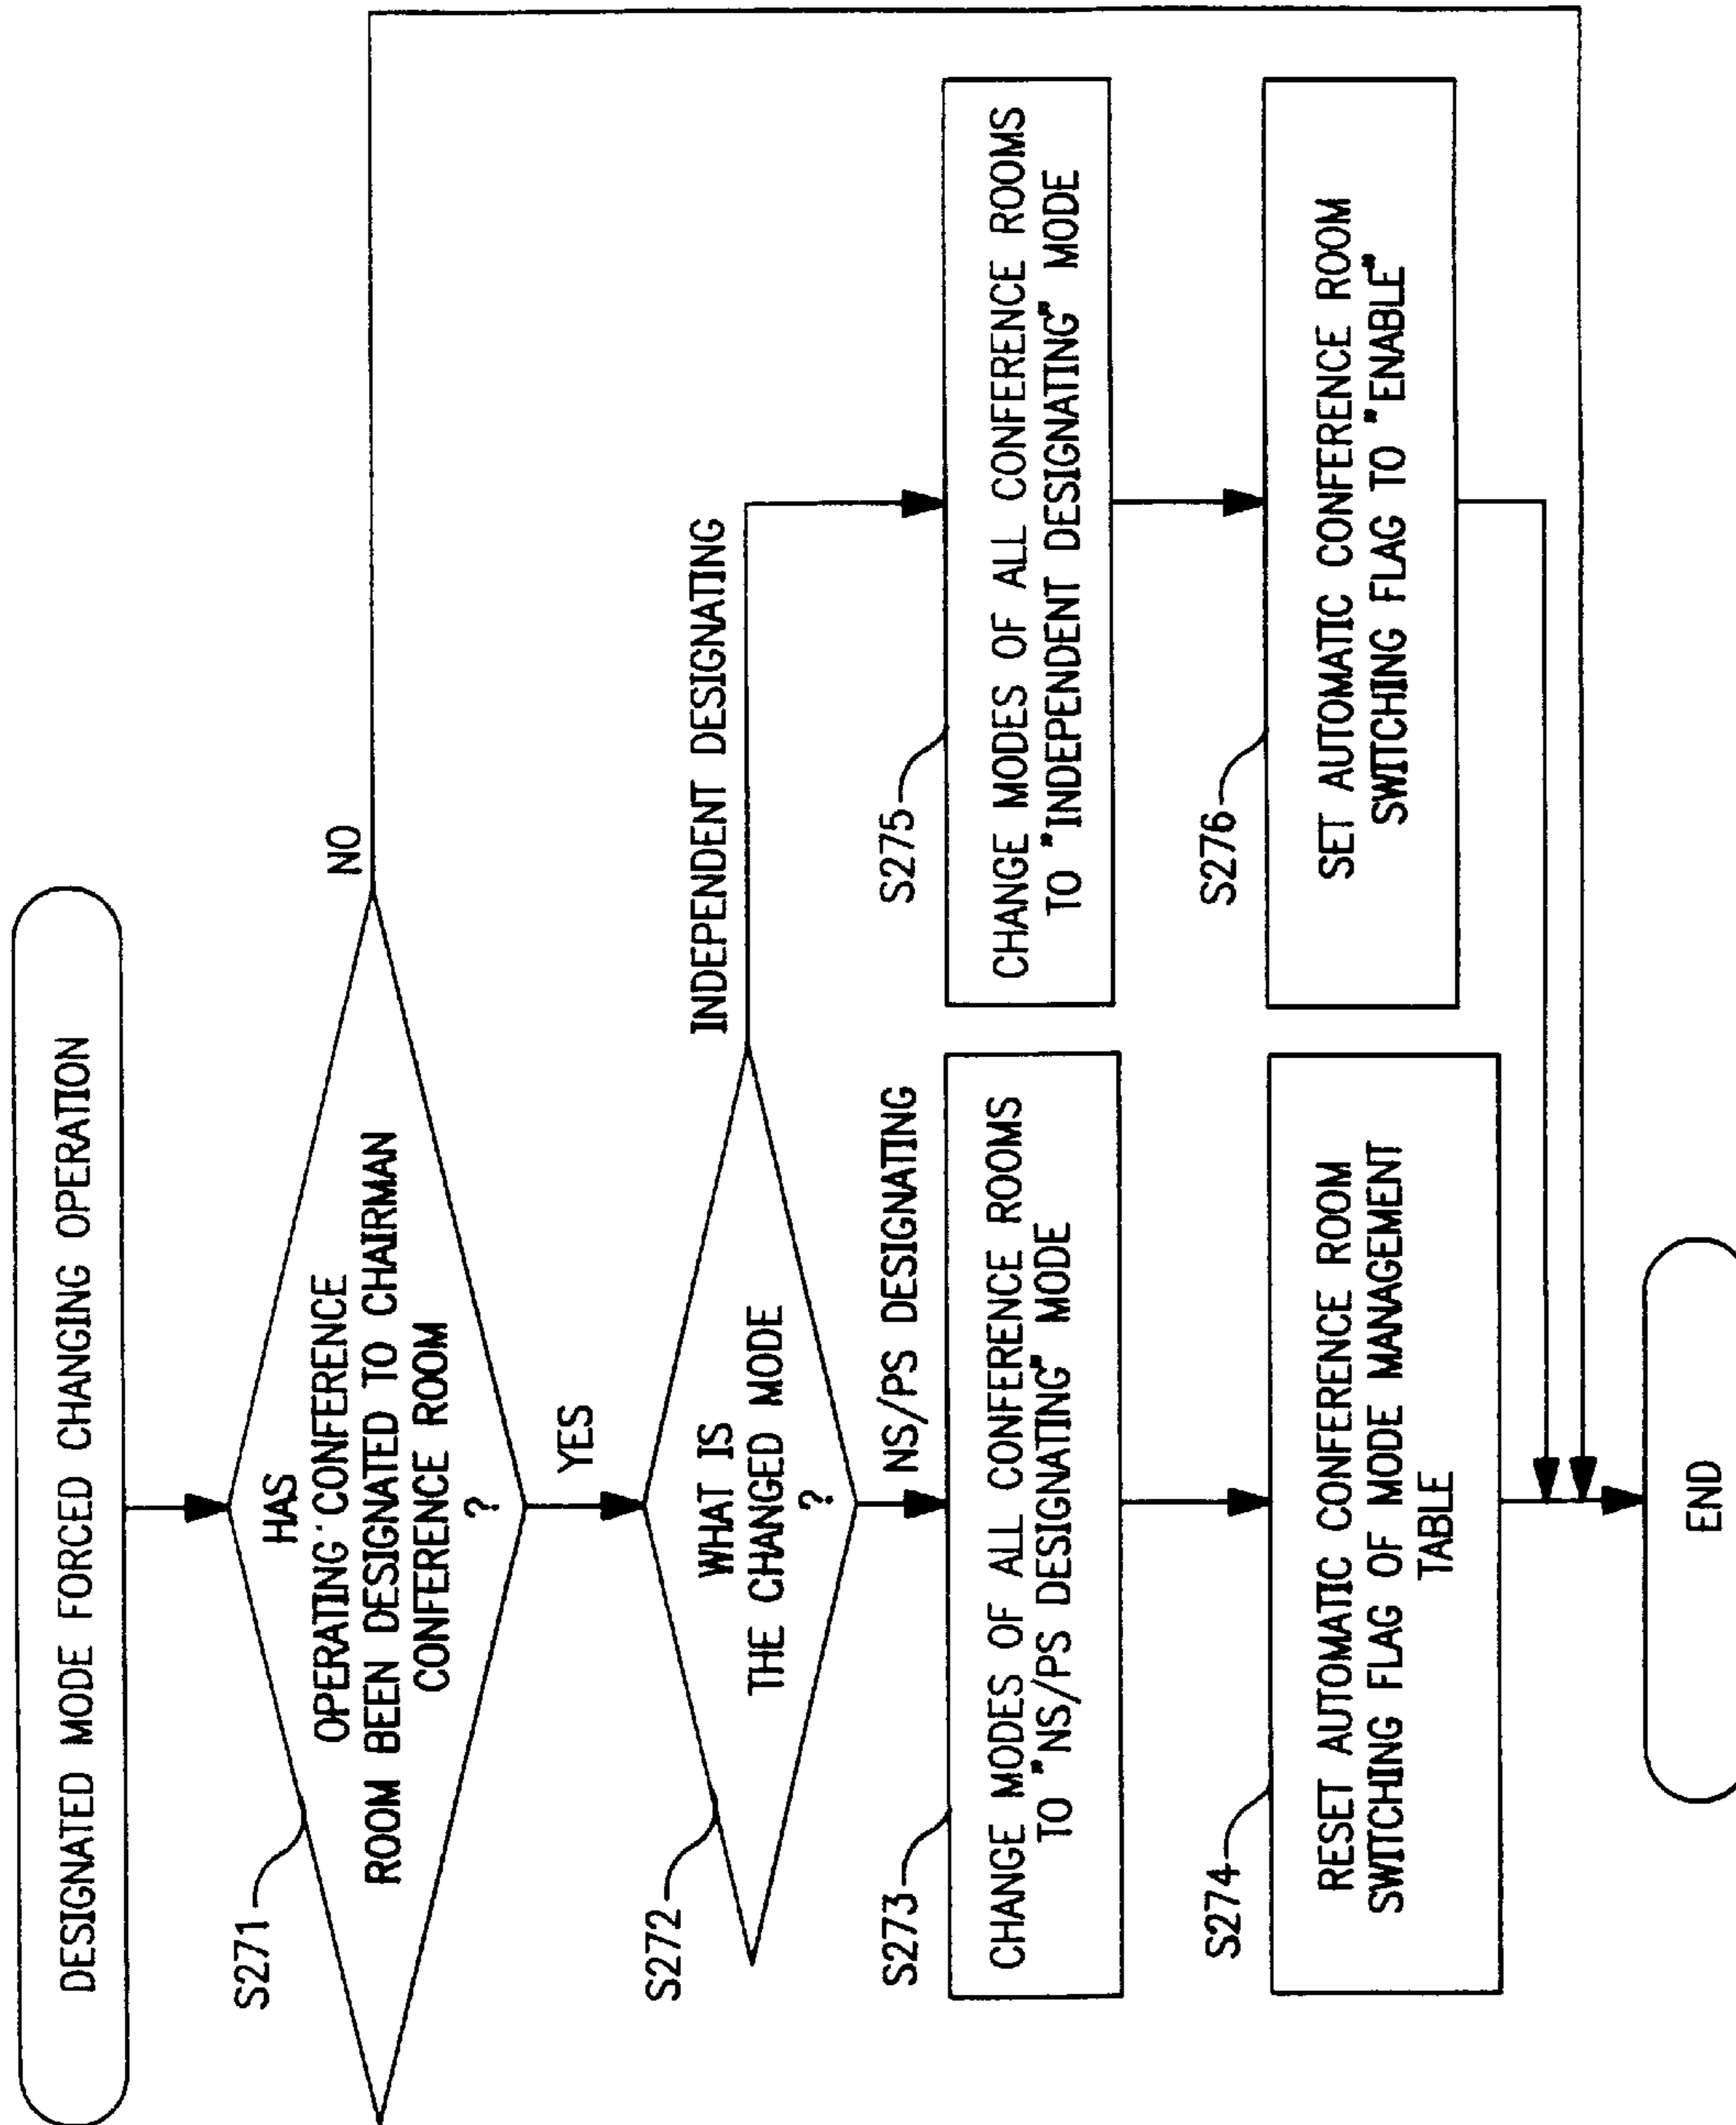 DESIGNATED MODE FORCED CHANGING OPERATION
S271
HAS
OPERATING CONFERENCE
ROOM BEEN DESIGNATED TO CHAIRMAN
CONFERENCE ROOM
?
NO
YES
S272
WHAT IS
THE CHANGED MODE
?
INDEPENDENT DESIGNATING
NS/PS DESIGNATING
S273
CHANGE MODES OF ALL CONFERENCE ROOMS
TO "NS/PS DESIGNATING" MODE
S275
CHANGE MODES OF ALL CONFERENCE ROOMS
TO "INDEPENDENT DESIGNATING" MODE
S274
RESET AUTOMATIC CONFERENCE ROOM
SWITCHING FLAG OF MODE MANAGEMENT
TABLE
S276
SET AUTOMATIC CONFERENCE ROOM
SWITCHING FLAG TO "ENABLE"
END